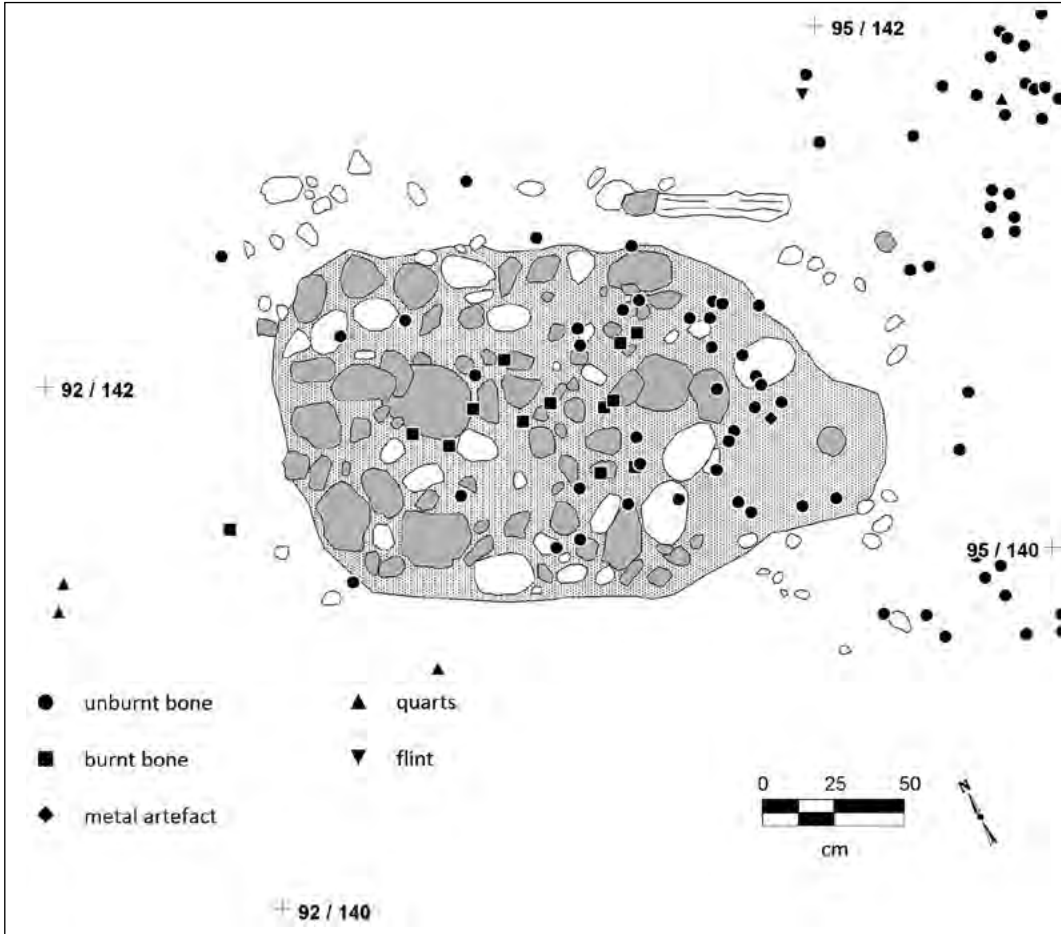 95 / 142
92 / 142
95 / 140
unburnt bone
quarts
burnt bone
flint
metal artefact
0 25 50
cm
N
92 / 140